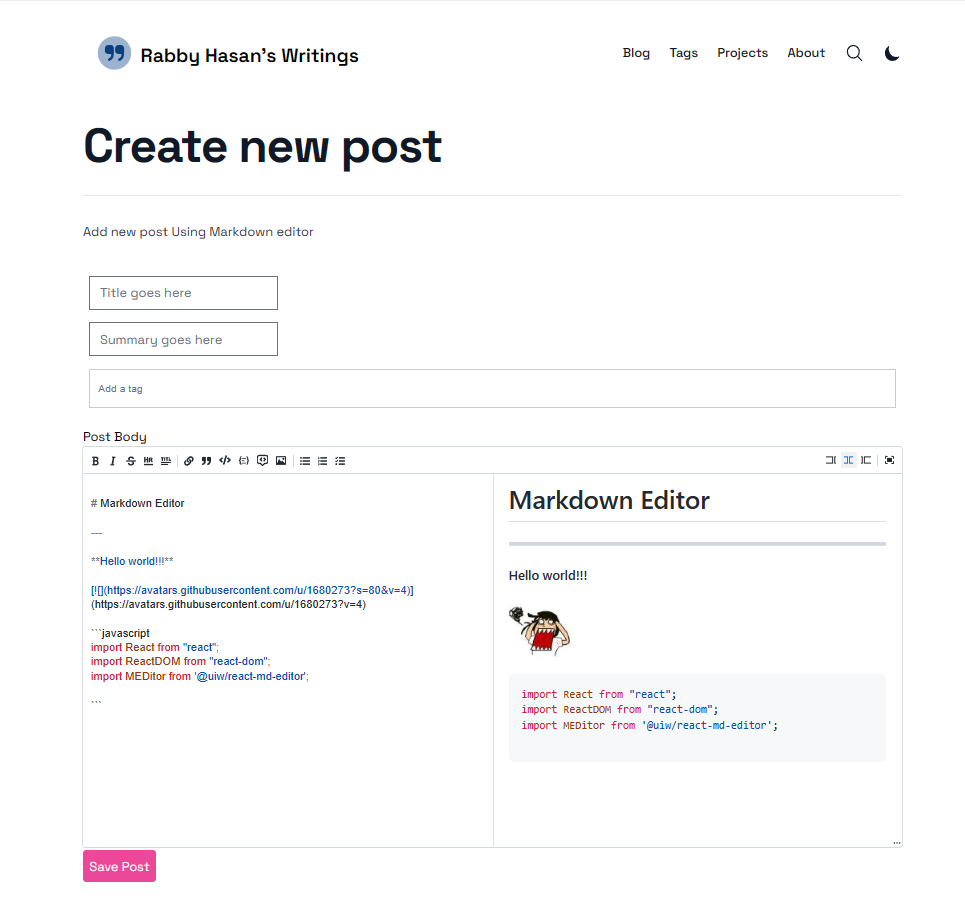 Rabby Hasan's Writings
Blog Tags Projects About
Create new post
Add new post Using Markdown editor
Title goes here
Summary goes here
Add a tag
Post Body
B I S HR TITL
# Markdown Editor
---
**Hello world!!!**
[![](https://avatars.githubusercontent.com/u/1680273?s=80&v=4)]
(https://avatars.githubusercontent.com/u/1680273?v=4)
```javascript
import React from "react";
import ReactDOM from "react-dom";
import MEDitor from '@uiw/react-md-editor';
```
Markdown Editor
Hello world!!!
import React from "react";
import ReactDOM from "react-dom";
import MEDitor from '@uiw/react-md-editor';
Save Post